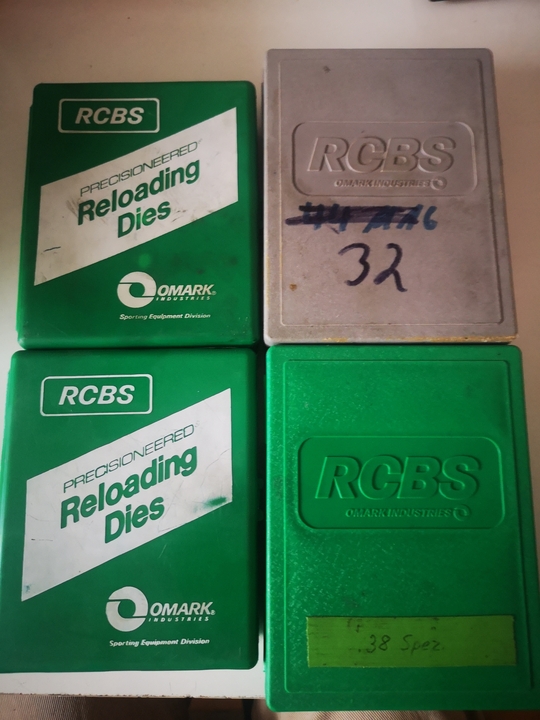 RCBS
PRECISIONEERED
Reloading
Dies
OMARK®
INDUSTRIES
Sporting Equipment Division
RCBS
OMARK INDUSTRIES
32
RCBS
PRECISIONEERED
Reloading
Dies
OMARK®
INDUSTRIES
Sporting Equipment Division
RCBS
OMARK INDUSTRIES
.38 Spez.